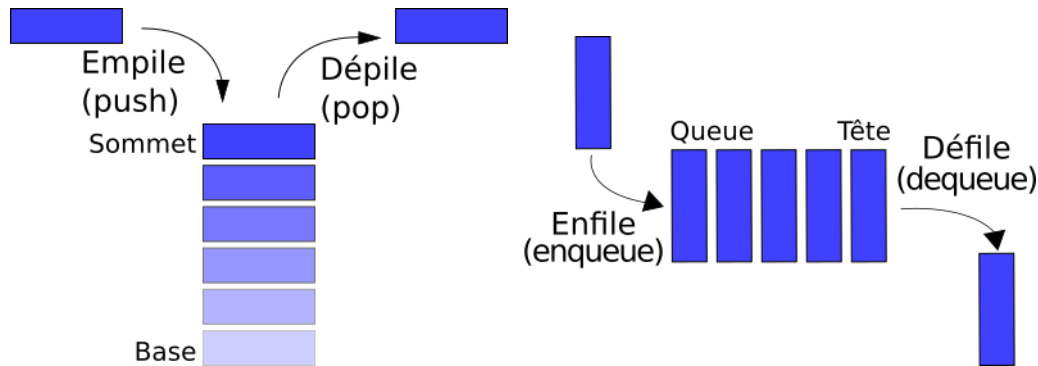 Empile
(push)
Dépile
(pop)
Sommet
Base
Queue
Tête
Enfile
(enqueue)
Défile
(dequeue)